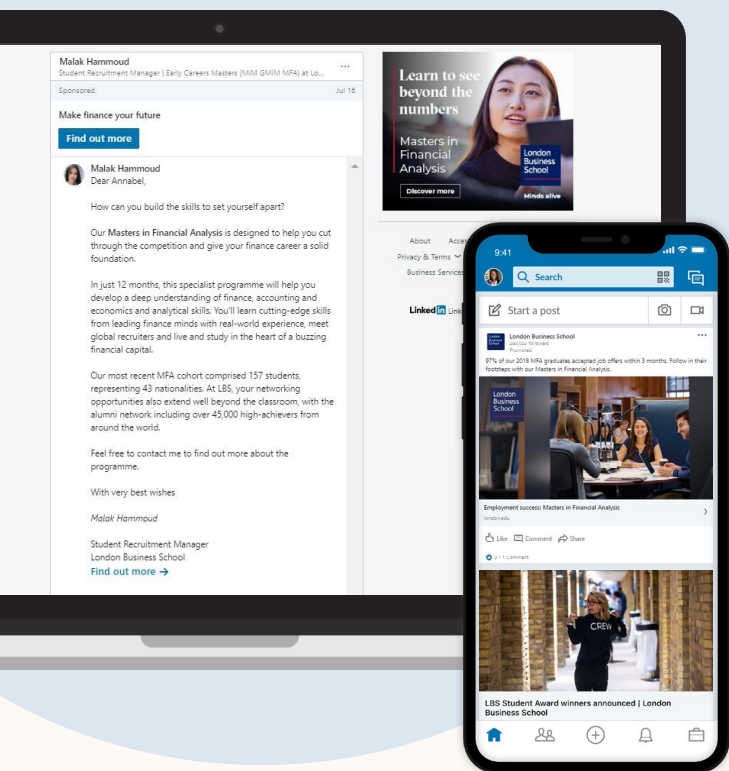 Malak Hammoud
Student Recruitment Manager | Early Careers Masters (MiM GMiM MFA) at Lo...
...
Sponsored
Jul 16
Make finance your future
Find out more
Malak Hammoud
Dear Annabel,
How can you build the skills to set yourself apart?
Our Masters in Financial Analysis is designed to help you cut
through the competition and give your finance career a solid
foundation.
In just 12 months, this specialist programme will help you
develop a deep understanding of finance, accounting and
economics and analytical skills. You'll learn cutting-edge skills
from leading finance minds with real-world experience, meet
global recruiters and live and study in the heart of a buzzing
financial capital.
Our most recent MFA cohort comprised 157 students,
representing 43 nationalities. At LBS, your networking
opportunities also extend well beyond the classroom, with the
alumni network including over 45,000 high-achievers from
around the world.
Feel free to contact me to find out more about the
programme.
With very best wishes
Malak Hammoud
Student Recruitment Manager
London Business School
Find out more →
Learn to see
beyond the
numbers
Masters in
Financial
Analysis
Discover more
London
Business
School
Minds alive
About
Privacy & Terms
Business Services
LinkedIn
9:41
Search
Start a post
London Business School
followers
Promoted
...
97% of our 2018 MFA graduates accepted job offers within 3 months. Follow in their
footsteps with our Masters in Financial Analysis.
London
Business
School
Employment success: Masters in Financial Analysis
london.edu
Like
Comment
Share
1 Comment
CREW
LBS Student Award winners announced | London
Business School